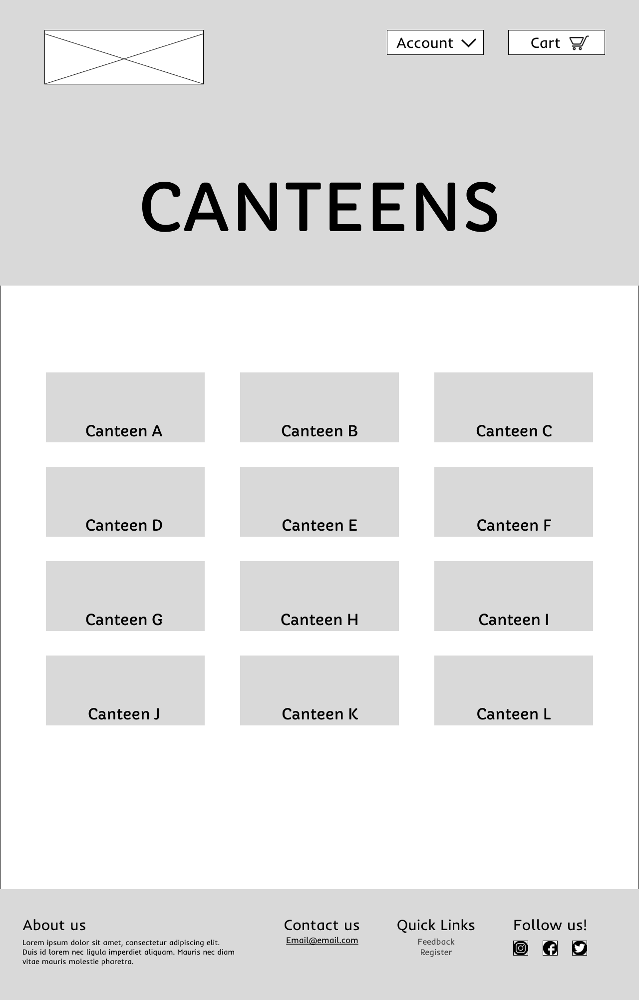 Account
Cart
CANTEENS
Canteen A
Canteen B
Canteen C
Canteen D
Canteen E
Canteen F
Canteen G
Canteen H
Canteen I
Canteen J
Canteen K
Canteen L
About us
Lorem ipsum dolor sit amet, consectetur adipiscing elit.
Duis id lorem nec ligula imperdiet aliquam. Mauris nec diam
vitae mauris molestie pharetra.
Contact us
Email@email.com
Quick Links
Feedback
Register
Follow us!